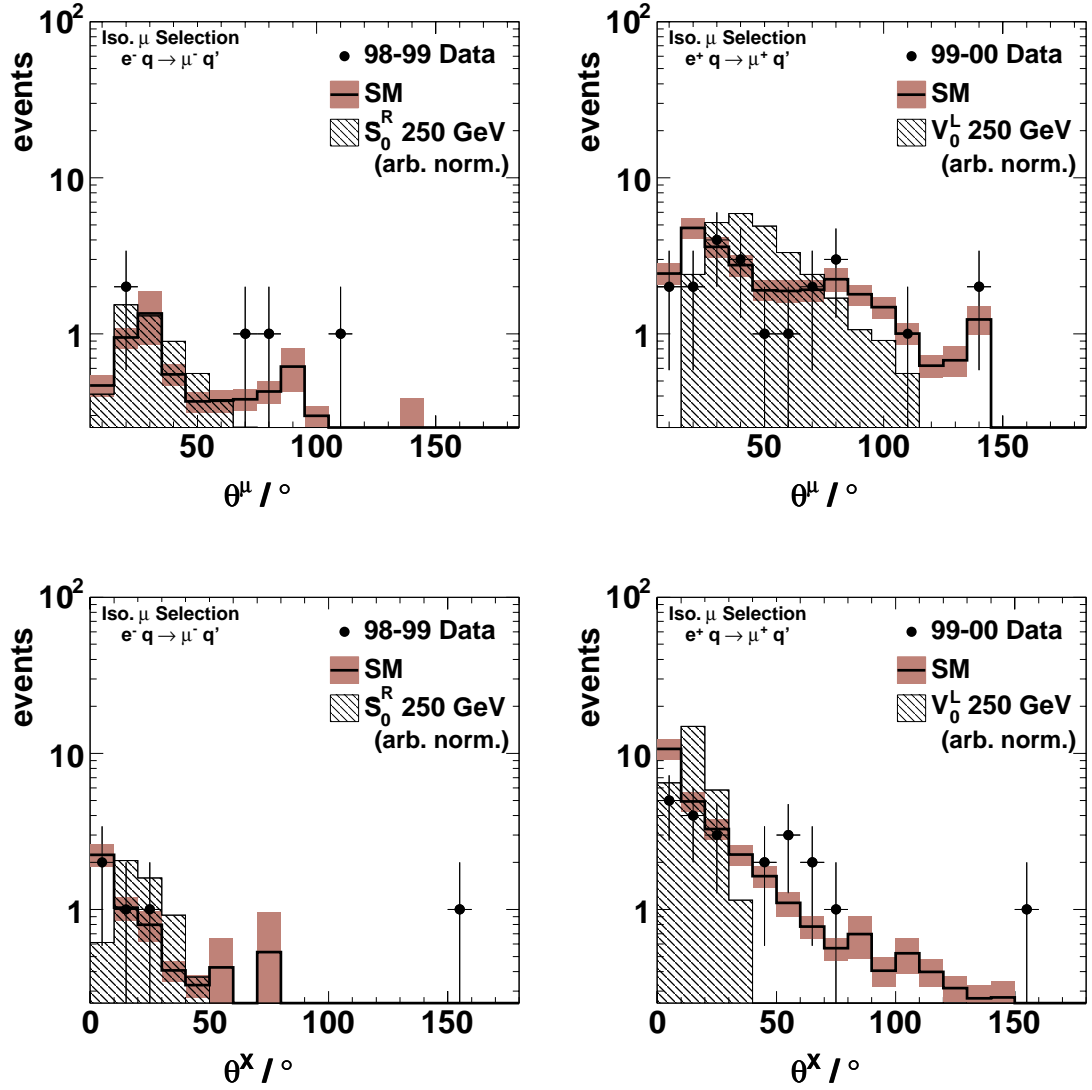 10²
Iso. μ Selection
e⁻ q → μ⁻ q’
98-99 Data
SM
S₀ᴿ 250 GeV
(arb. norm.)
events
10
1
50 100 150
θ^μ / °
10²
Iso. μ Selection
e⁺ q → μ⁺ q’
99-00 Data
SM
V₀ᴸ 250 GeV
(arb. norm.)
events
10
1
50 100 150
θ^μ / °
10²
Iso. μ Selection
e⁻ q → μ⁻ q’
98-99 Data
SM
S₀ᴿ 250 GeV
(arb. norm.)
events
10
1
0 50 100 150
θ^X / °
10²
Iso. μ Selection
e⁺ q → μ⁺ q’
99-00 Data
SM
V₀ᴸ 250 GeV
(arb. norm.)
events
10
1
0 50 100 150
θ^X / °